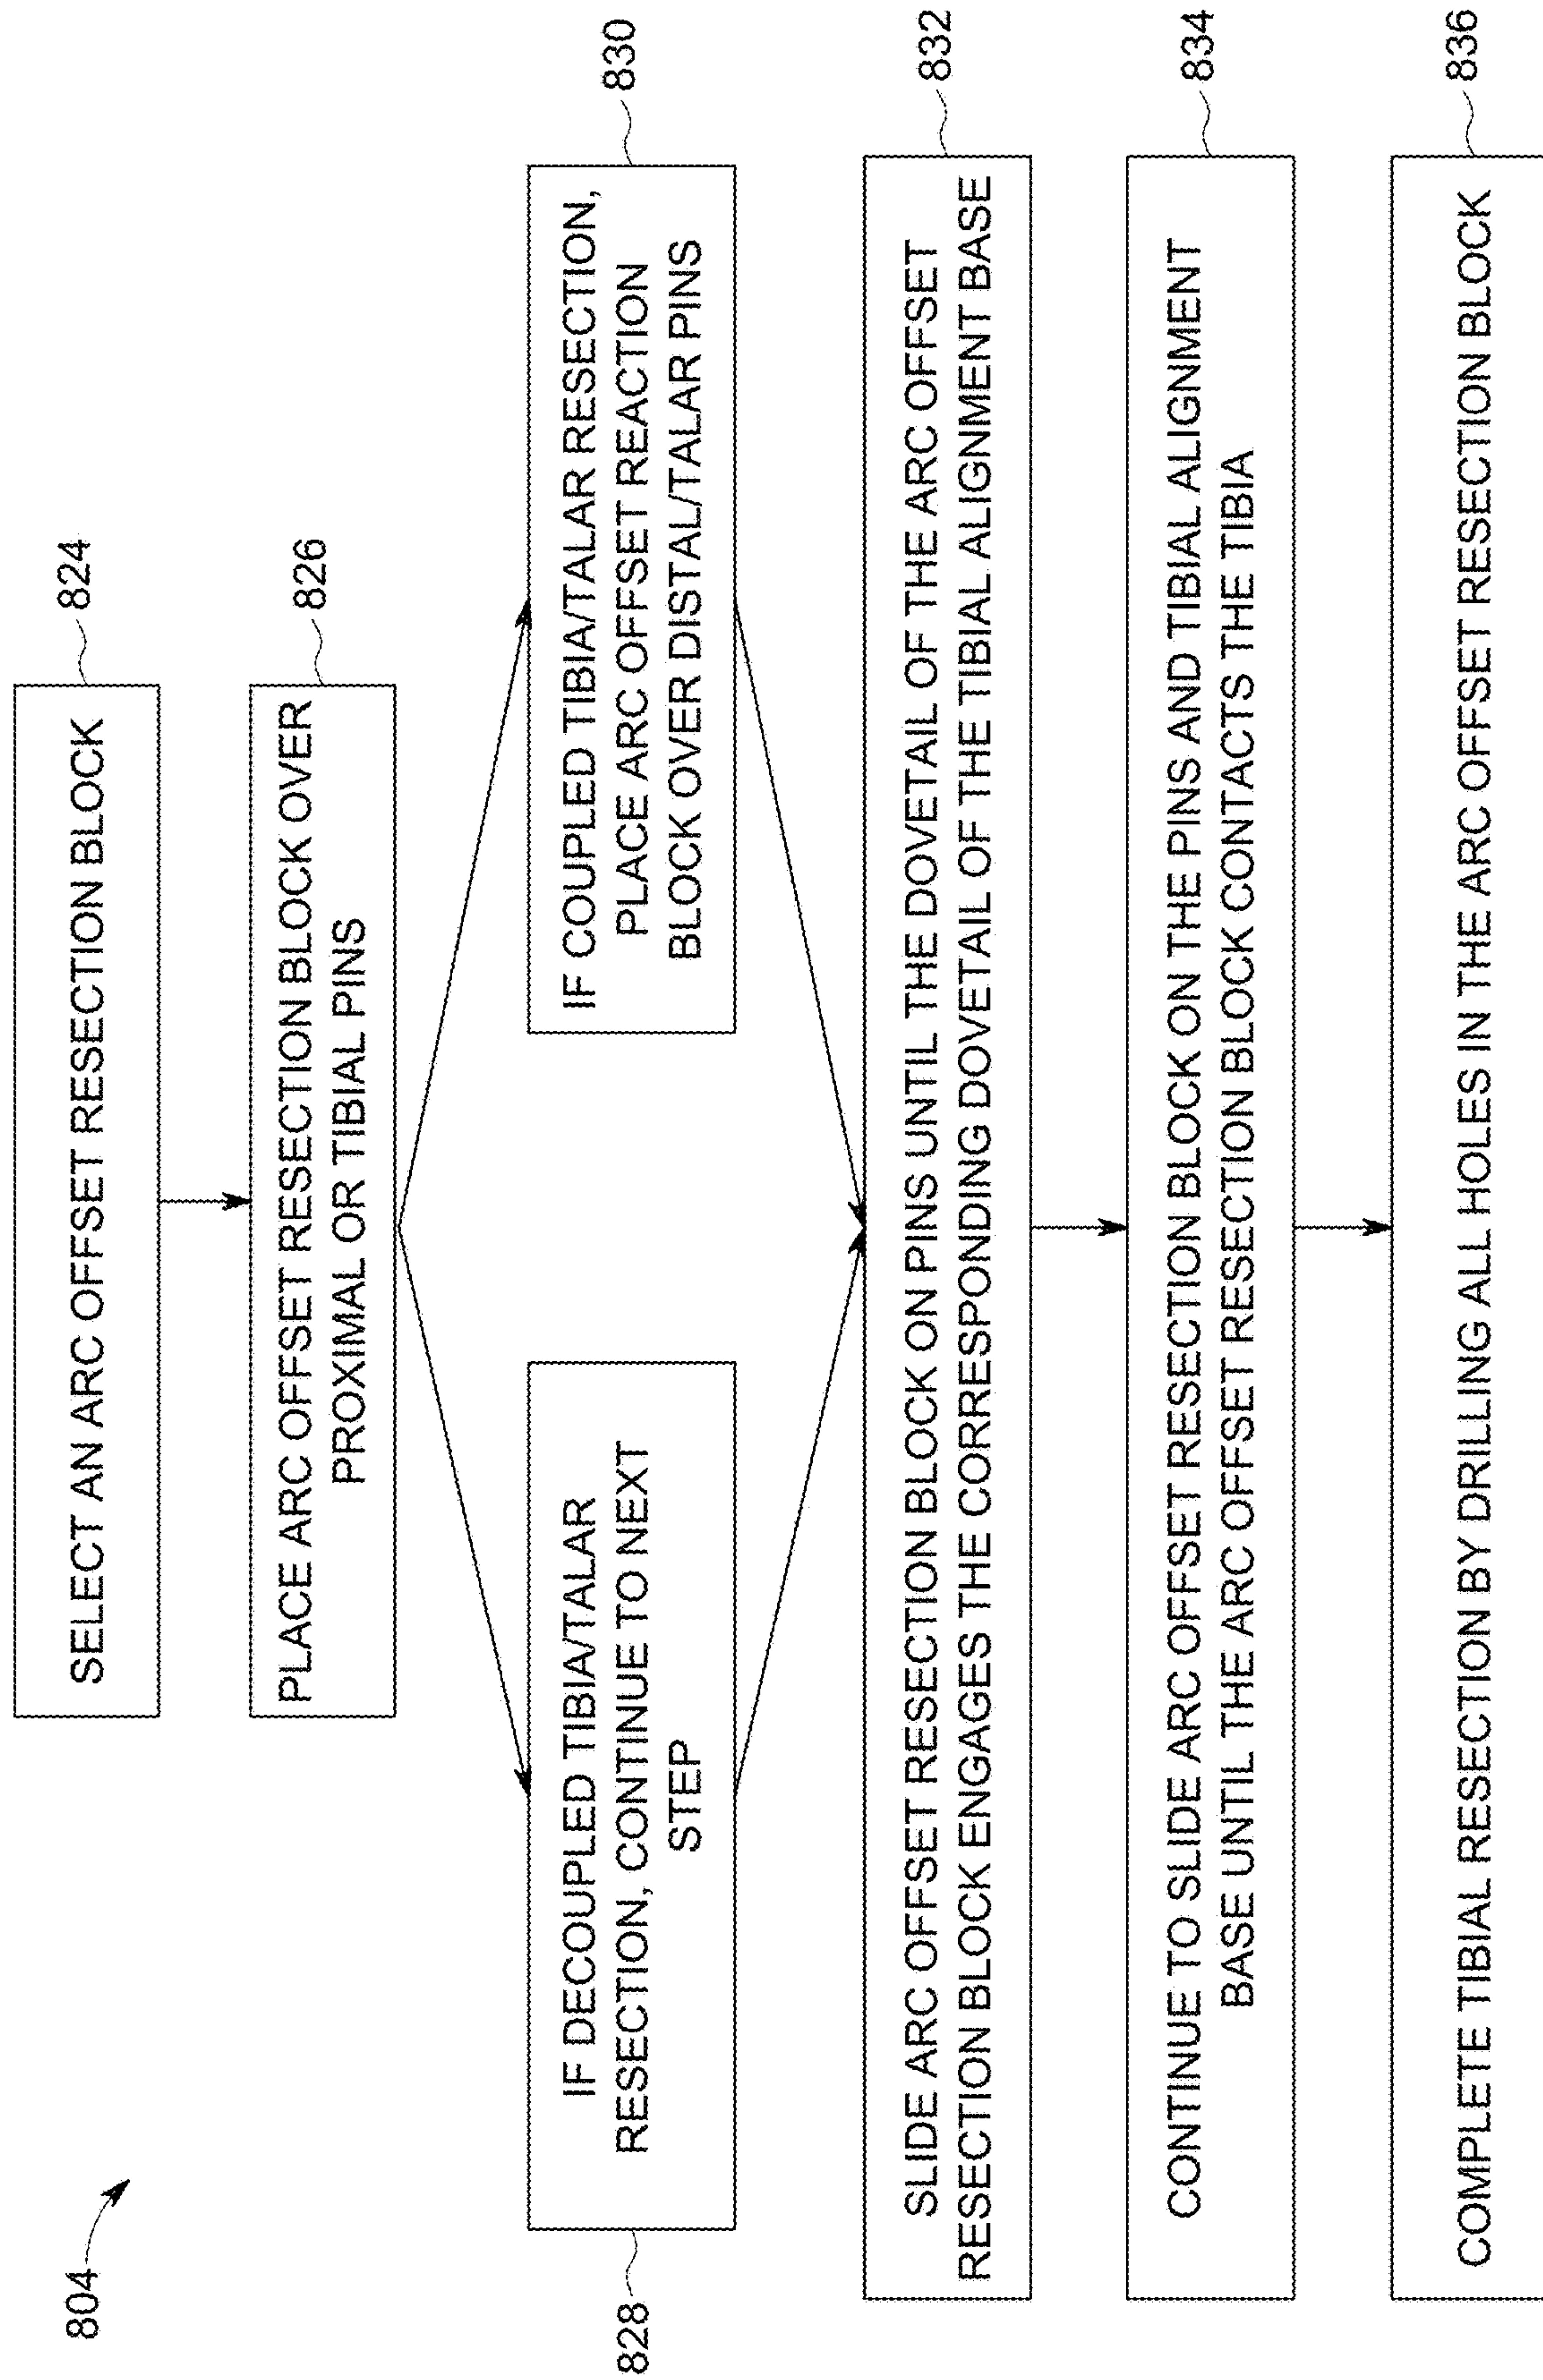 804
SELECT AN ARC OFFSET RESECTION BLOCK
824
PLACE ARC OFFSET RESECTION BLOCK OVER
PROXIMAL OR TIBIAL PINS
826
828
IF DECOUPLED TIBIA/TALAR
RESECTION, CONTINUE TO NEXT
STEP
IF COUPLED TIBIA/TALAR RESECTION,
PLACE ARC OFFSET REACTION
BLOCK OVER DISTAL/TALAR PINS
830
SLIDE ARC OFFSET RESECTION BLOCK ON PINS UNTIL THE DOVETAIL OF THE ARC OFFSET
RESECTION BLOCK ENGAGES THE CORRESPONDING DOVETAIL OF THE TIBIAL ALIGNMENT BASE
832
CONTINUE TO SLIDE ARC OFFSET RESECTION BLOCK ON THE PINS AND TIBIAL ALIGNMENT
BASE UNTIL THE ARC OFFSET RESECTION BLOCK CONTACTS THE TIBIA
834
COMPLETE TIBIAL RESECTION BY DRILLING ALL HOLES IN THE ARC OFFSET RESECTION BLOCK
836